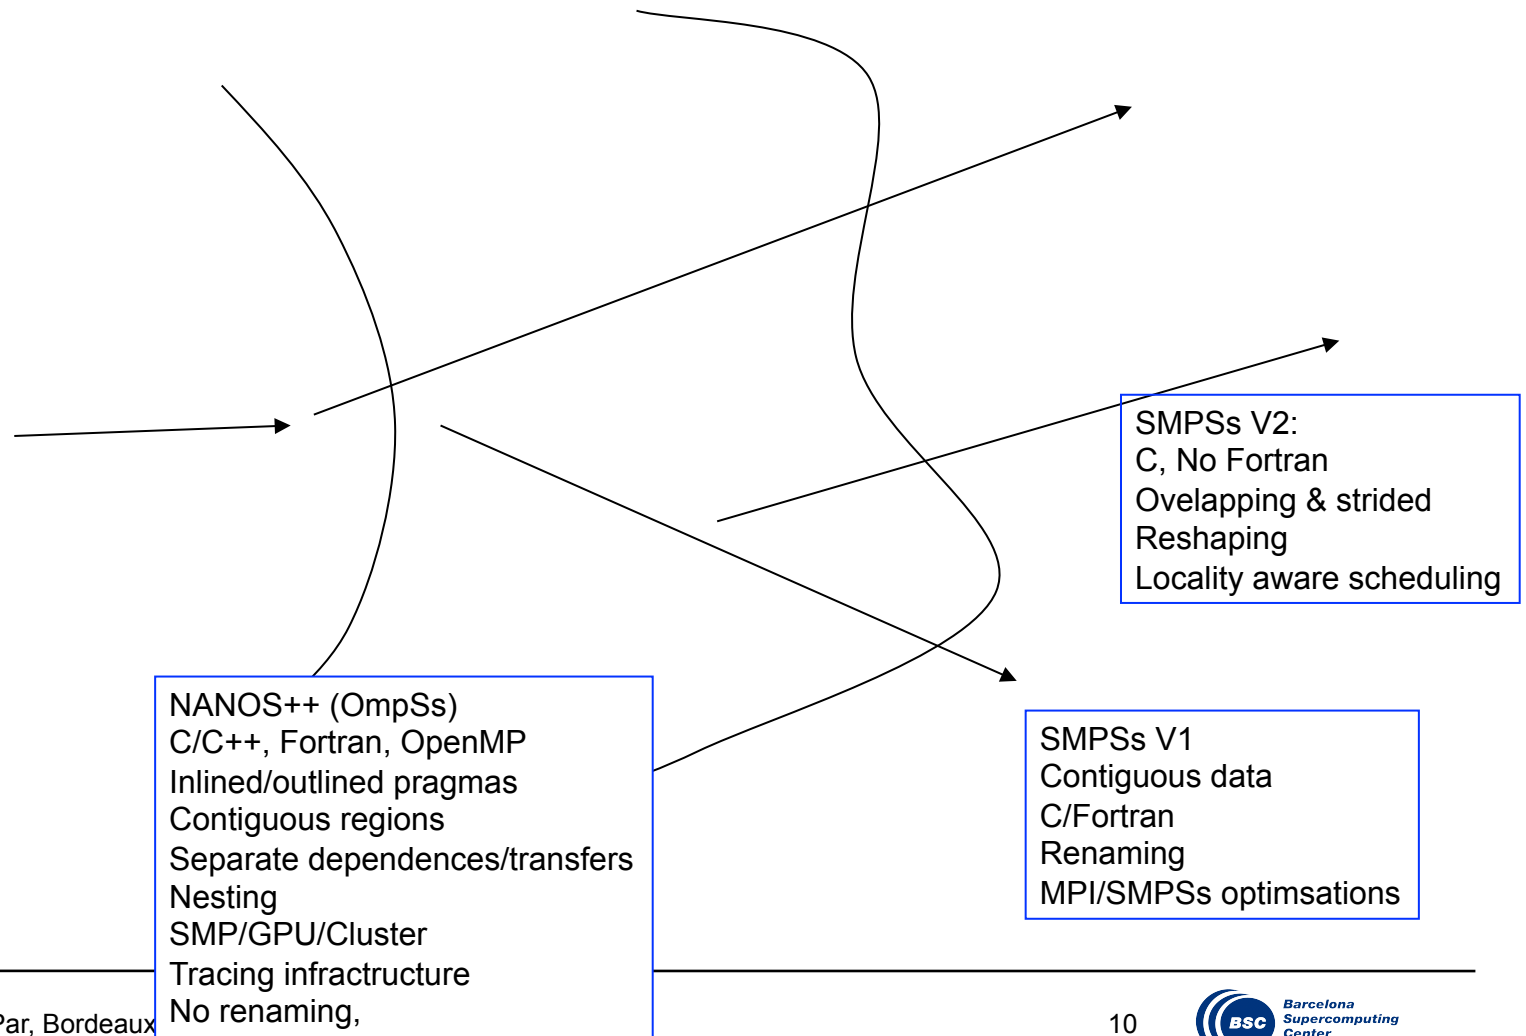 SMPSs V2:
C, No Fortran
Ovelapping & strided
Reshaping
Locality aware scheduling
NANOS++ (OmpSs)
C/C++, Fortran, OpenMP
Inlined/outlined pragmas
Contiguous regions
Separate dependences/transfers
Nesting
SMP/GPU/Cluster
Tracing infractructure
No renaming,
SMPSs V1
Contiguous data
C/Fortran
Renaming
MPI/SMPSs optimsations
Par, Bordeaux
10
BSC
Barcelona
Supercomputing
Center